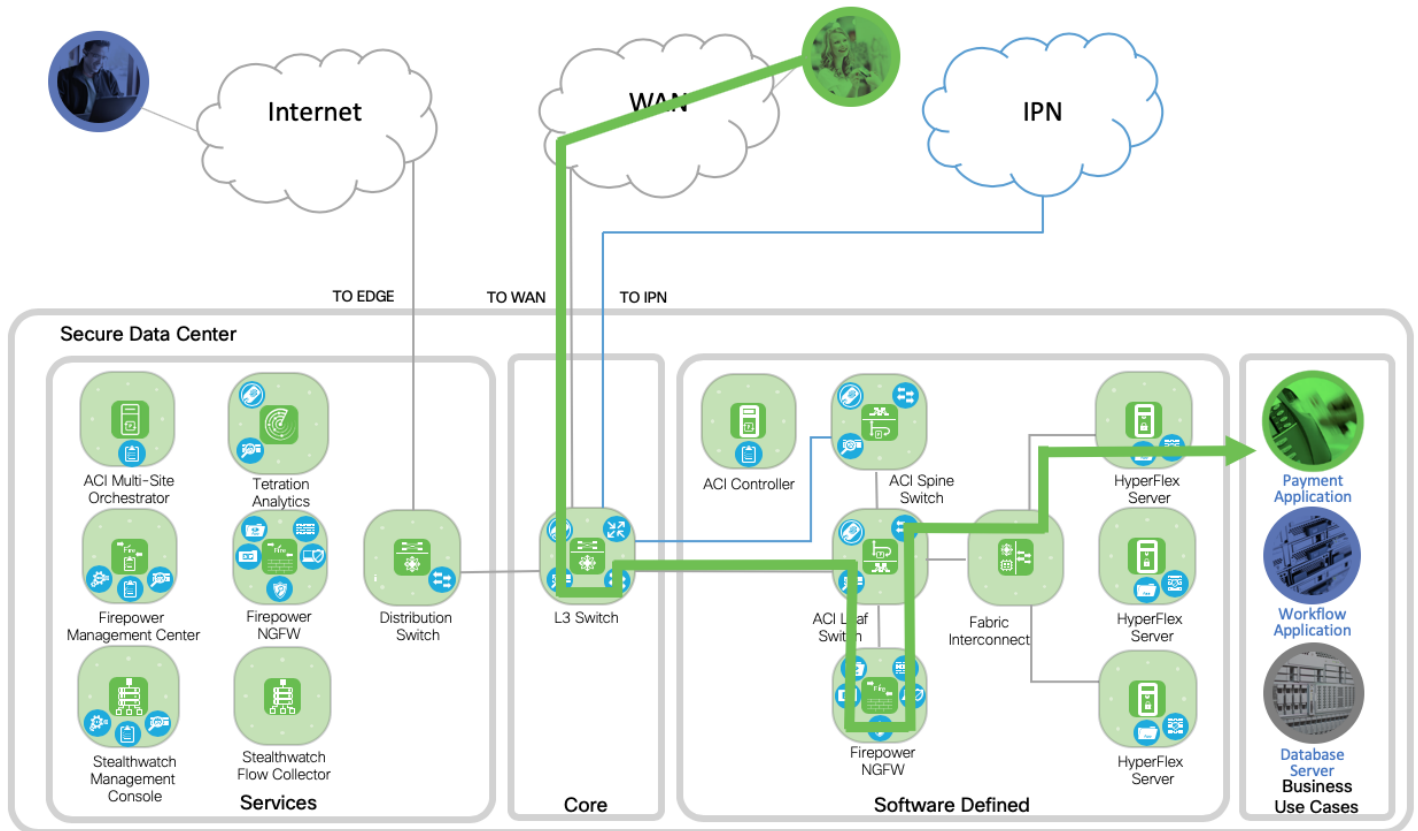 Internet
WAN
IPN
TO EDGE
TO WAN
TO IPN
Secure Data Center
ACI Multi-Site
Orchestrator
Tetration
Analytics
Firepower
Management Center
Firepower
NGFW
Distribution
Switch
Stealthwatch
Management
Console
Stealthwatch
Flow Collector
Services
L3 Switch
Core
ACI Controller
ACI Spine
Switch
ACI Leaf
Switch
Fabric
Interconnect
Firepower
NGFW
HyperFlex
Server
HyperFlex
Server
HyperFlex
Server
Software Defined
Payment
Application
Workflow
Application
Database
Server
Business
Use Cases